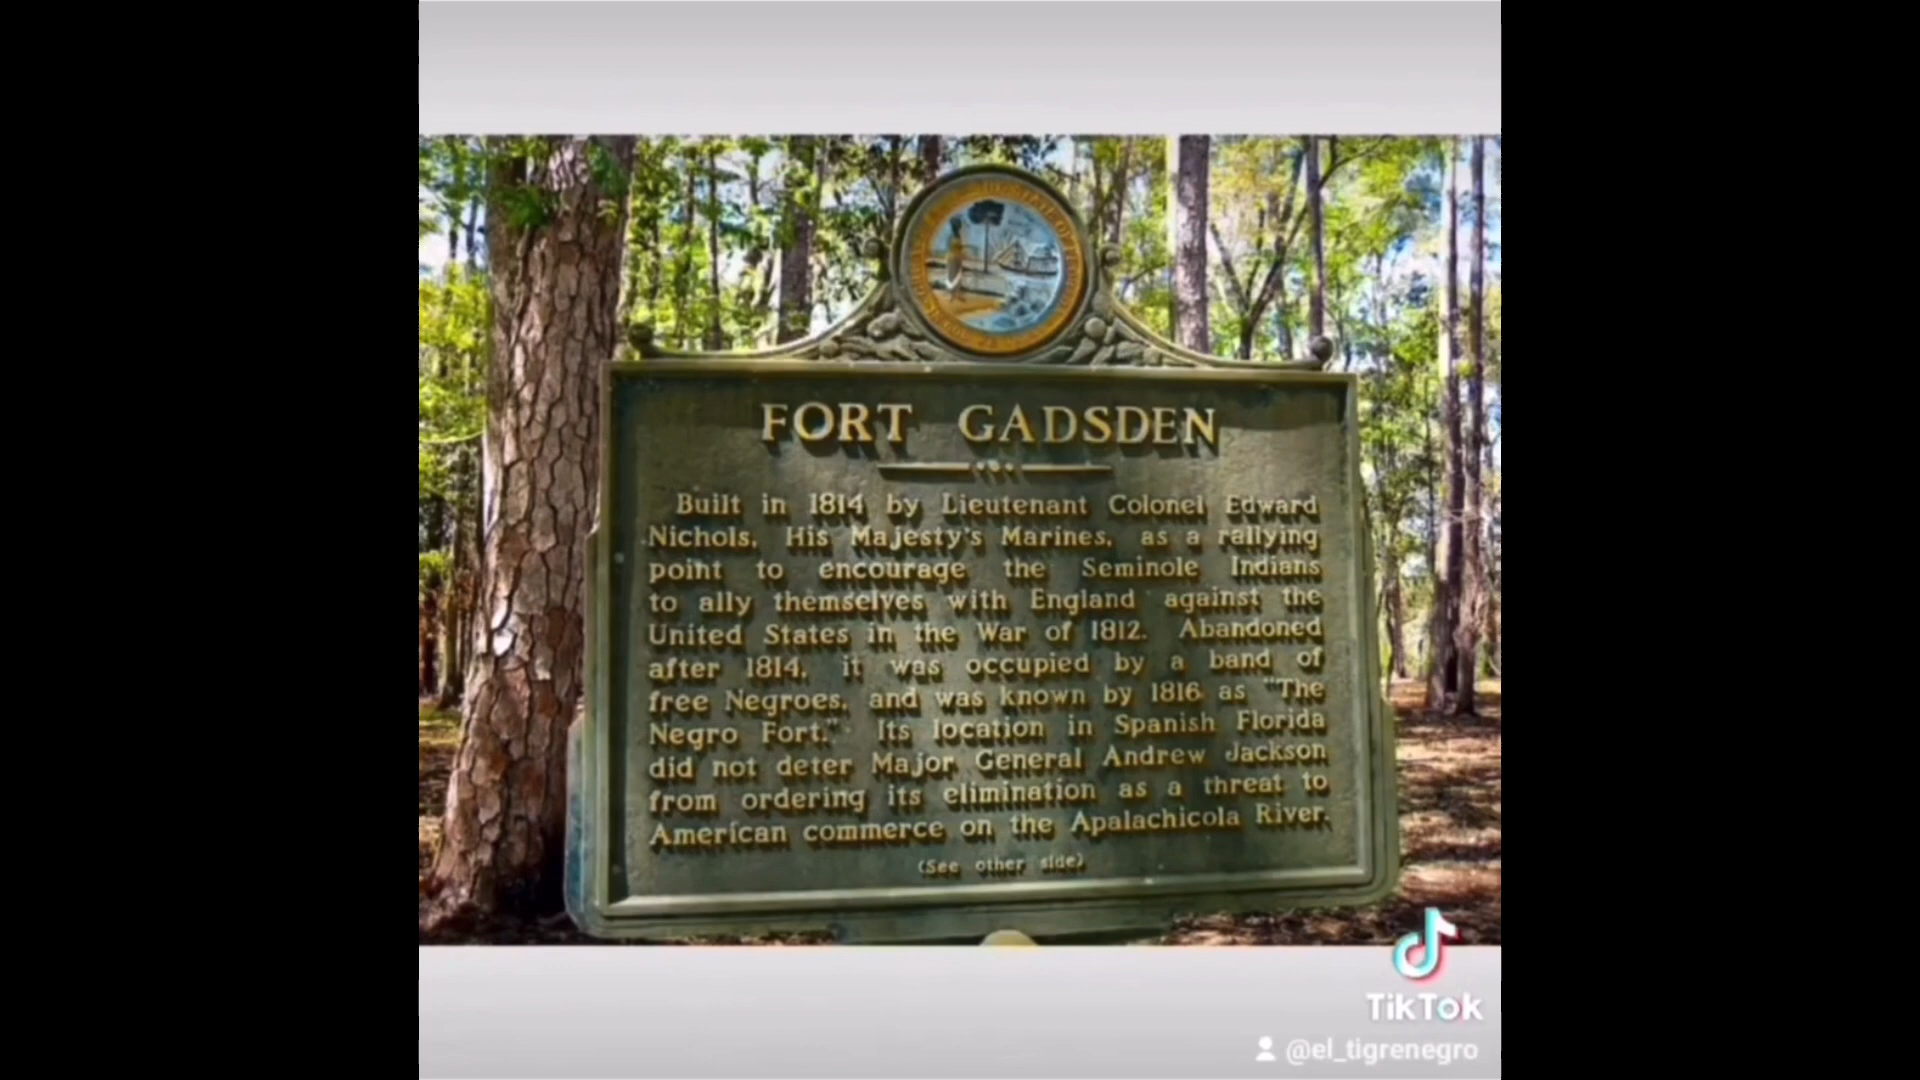 FORT GADSDEN
Built in 1814 by Lieutenant Colonel Edward
Nichols, His Majesty's Marines, as a rallying
point to encourage the Seminole Indians
to ally themselves with England against the
United States in the War of 1812. Abandoned
after 1814, it was occupied by a band of
free Negroes, and was known by 1816 as "The
Negro Fort." Its location in Spanish Florida
did not deter Major General Andrew Jackson
from ordering its elimination as a threat to
American commerce on the Apalachicola River.
(See other side)
TikTok
@el_tigrenegro